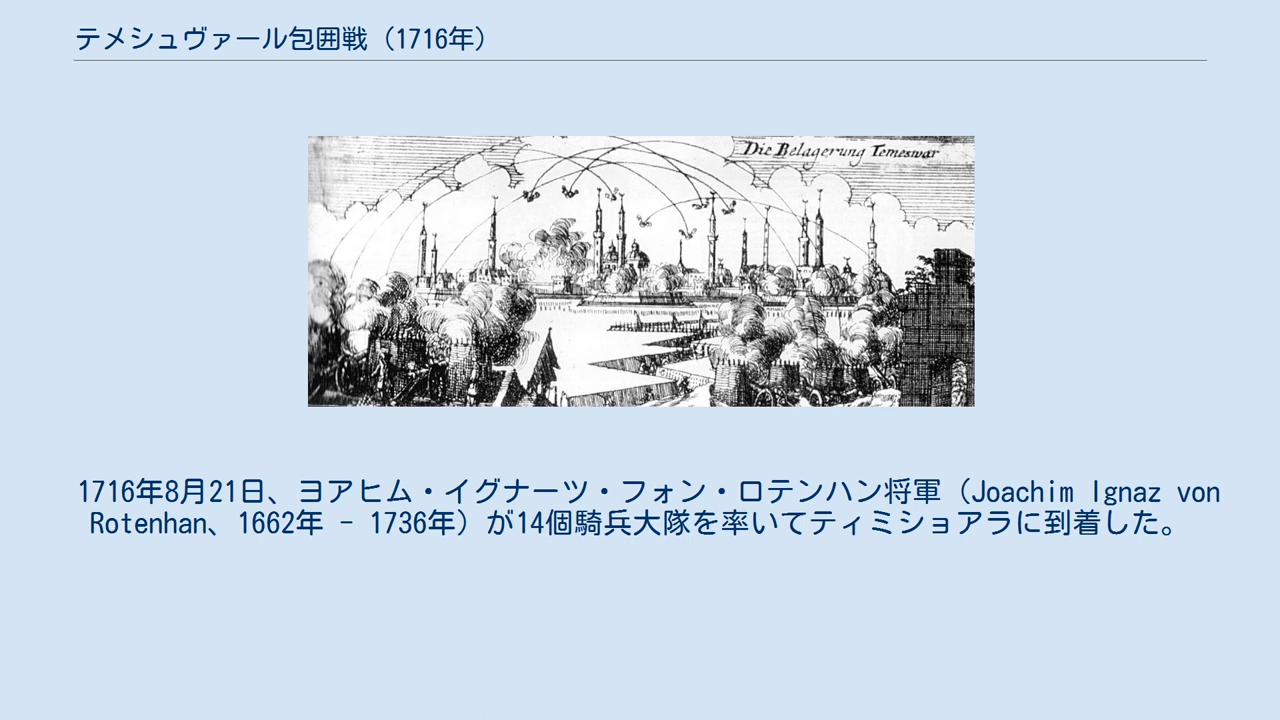 テメシュヴァール包囲戦（1716年）
Die Belagerung Temeswar
1716年8月21日、ヨアヒム・イグナーツ・フォン・ロテンハン将軍（Joachim Ignaz von
Rotenhan、1662年 – 1736年）が14個騎兵大隊を率いてティミショアラに到着した。